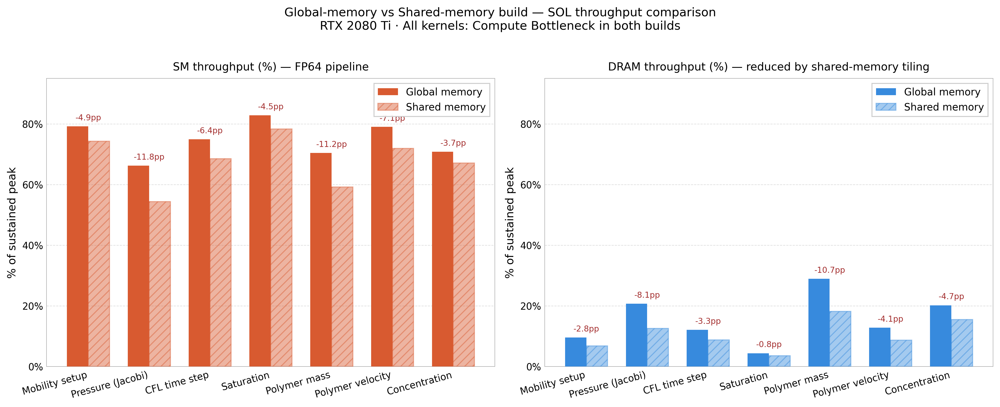 Global-memory vs Shared-memory build — SOL throughput comparison
RTX 2080 Ti · All kernels: Compute Bottleneck in both builds
SM throughput (%) — FP64 pipeline
% of sustained peak
80%
60%
40%
20%
0%
Global memory
Shared memory
-4.9pp
-11.8pp
-6.4pp
-4.5pp
-11.2pp
-7.1pp
-3.7pp
Mobility setup
Pressure (Jacobi)
CFL time step
Saturation
Polymer mass
Polymer velocity
Concentration
DRAM throughput (%) — reduced by shared-memory tiling
% of sustained peak
80%
60%
40%
20%
0%
Global memory
Shared memory
-2.8pp
-8.1pp
-3.3pp
-0.8pp
-10.7pp
-4.1pp
-4.7pp
Mobility setup
Pressure (Jacobi)
CFL time step
Saturation
Polymer mass
Polymer velocity
Concentration